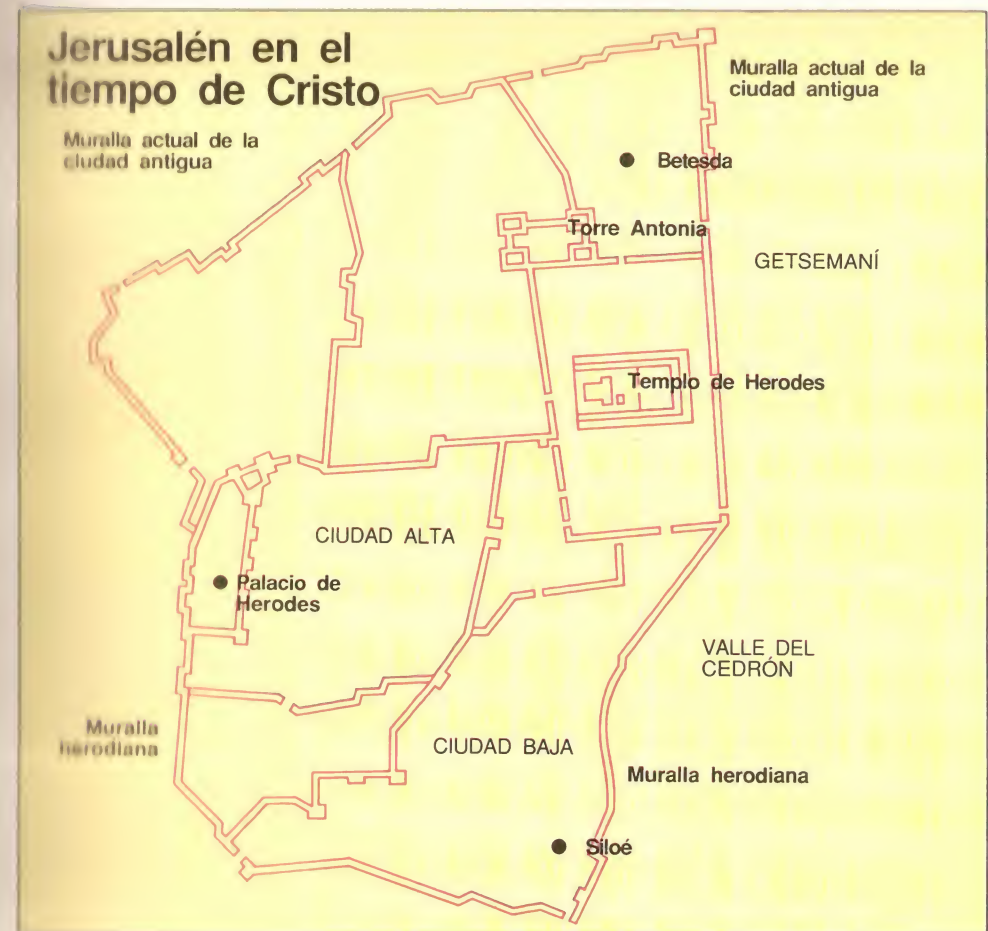 Jerusalén en el
tiempo de Cristo
Muralla actual de la
ciudad antigua
Muralla actual de la
ciudad antigua
Betesda
Torre Antonia
GETSEMANÍ
Templo de Herodes
CIUDAD ALTA
Palacio de
Herodes
VALLE DEL
CEDRÓN
Muralla
herodiana
CIUDAD BAJA
Muralla herodiana
Siloé